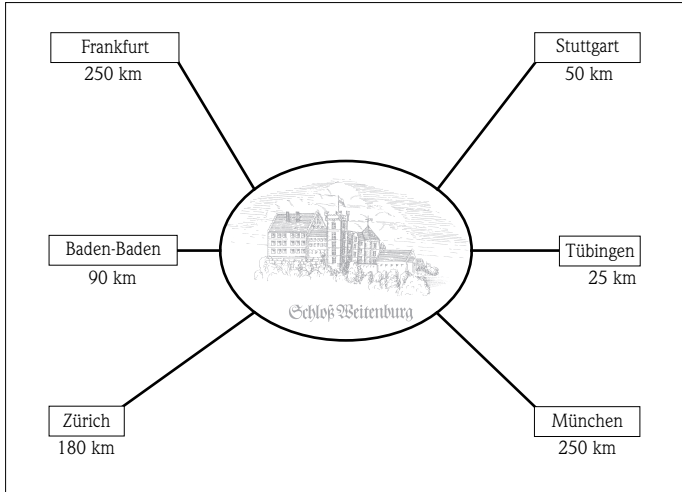 Frankfurt
250 km
Stuttgart
50 km
Baden-Baden
90 km
Tübingen
25 km
Schloß Weitenburg
Zürich
180 km
München
250 km